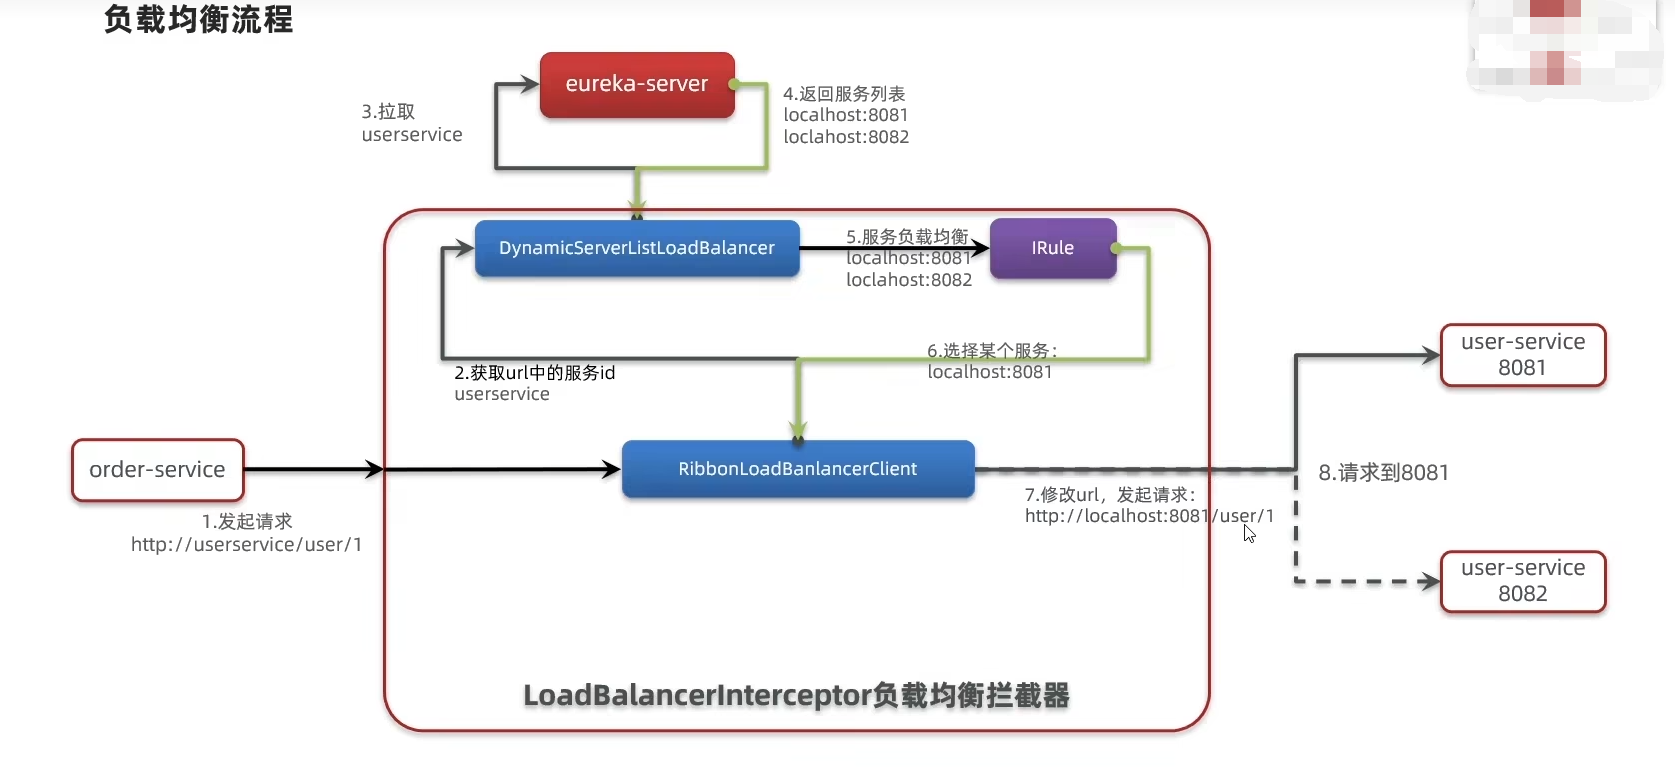 负载均衡流程
eureka-server
3.拉取
userservice
4.返回服务列表
localhost:8081
loclahost:8082
DynamicServerListLoadBalancer
5.服务负载均衡
localhost:8081
loclahost:8082
IRule
2.获取url中的服务id
userservice
6.选择某个服务：
localhost:8081
user-service
8081
order-service
1.发起请求
http://userservice/user/1
RibbonLoadBanlancerClient
7.修改url，发起请求：
http://localhost:8081/user/1
8.请求到8081
user-service
8082
LoadBalancerInterceptor负载均衡拦截器